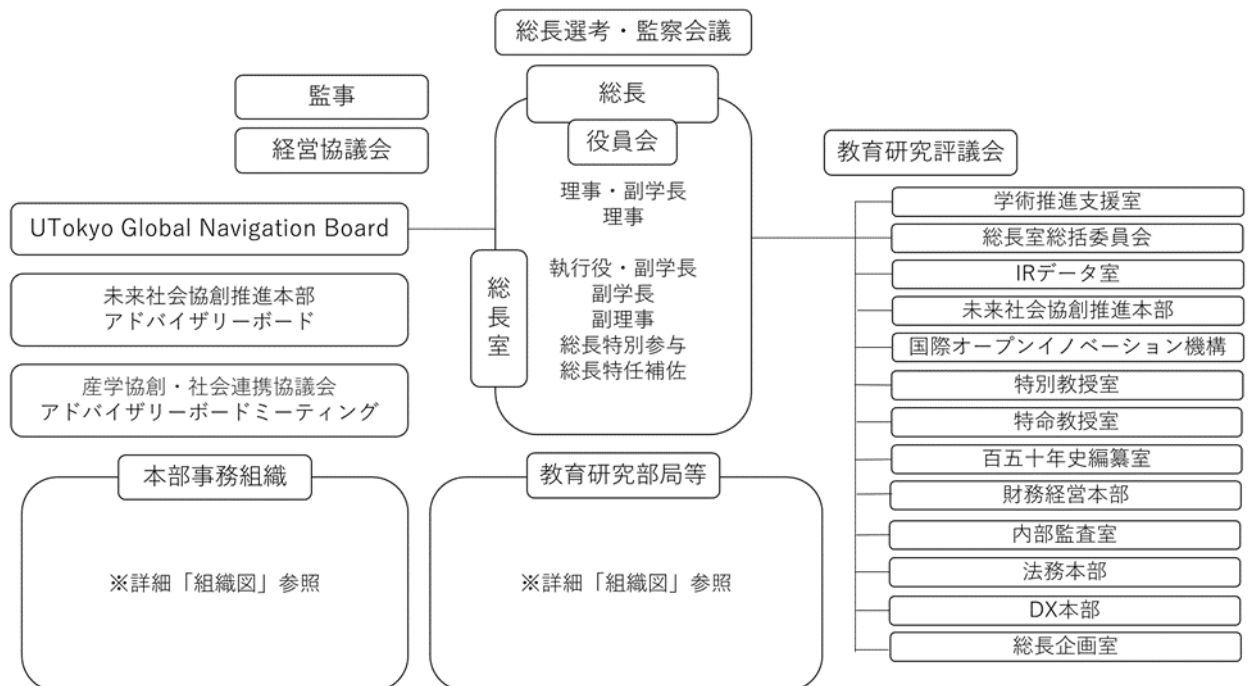 総長選考・監察会議
総長
監事
役員会
経営協議会
教育研究評議会
理事・副学長
理事
執行役・副学長
副学長
副理事
総長特別参与
総長特任補佐
総長室
UTokyo Global Navigation Board
未来社会協創推進本部
アドバイザリーボード
産学協創・社会連携協議会
アドバイザリーボードミーティング
学術推進支援室
総長室総括委員会
IRデータ室
未来社会協創推進本部
国際オープンイノベーション機構
特別教授室
特命教授室
百五十年史編纂室
財務経営本部
内部監査室
法務本部
DX本部
総長企画室
本部事務組織
※詳細「組織図」参照
教育研究部局等
※詳細「組織図」参照